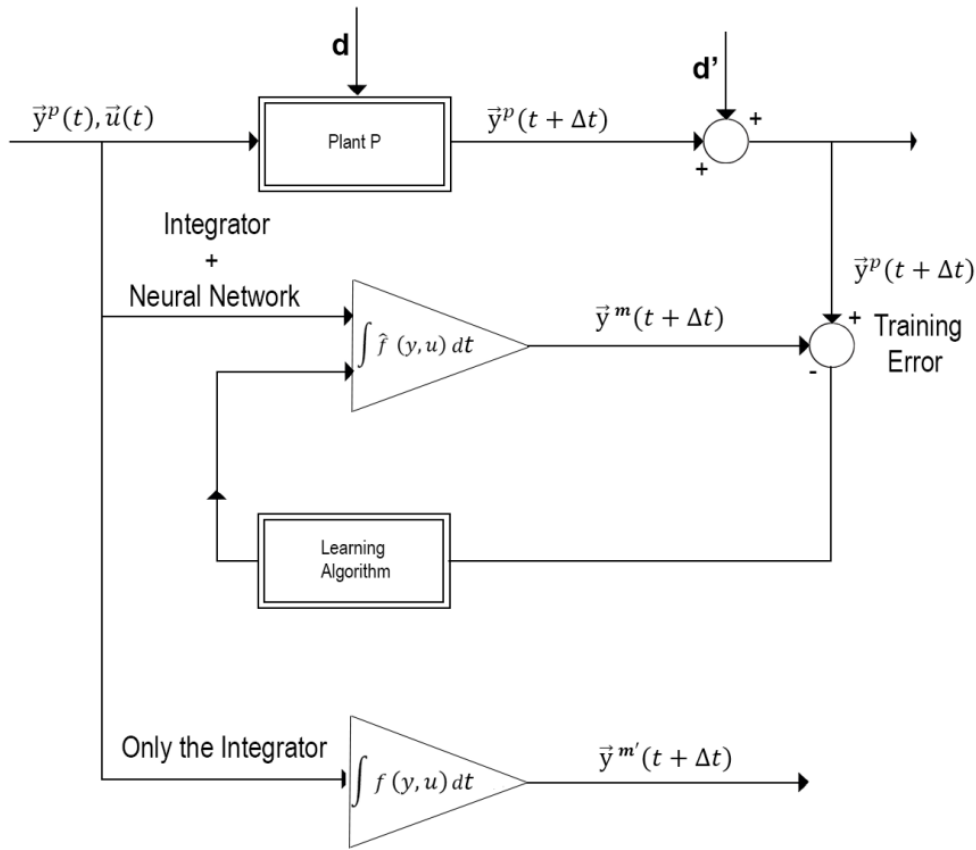 d
d’
y⃗ᵖ(t), u⃗(t)
Plant P
y⃗ᵖ(t + Δt)
+
+
Integrator
+
Neural Network
∫ f̂ (y, u) dt
y⃗ ᵐ(t + Δt)
y⃗ᵖ(t + Δt)
+
-
Training
Error
Learning
Algorithm
Only the Integrator
∫ f (y, u) dt
y⃗ ᵐ′(t + Δt)